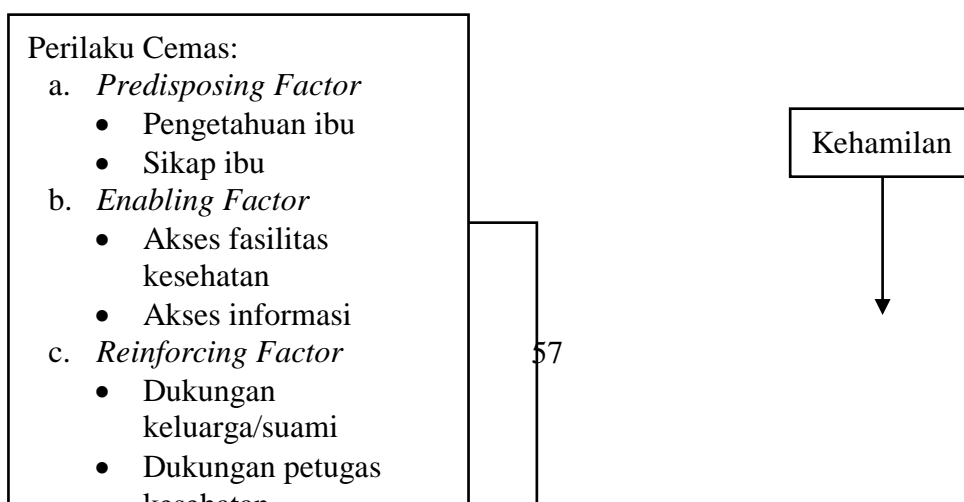 Perilaku Cemas:
a. Predisposing Factor
• Pengetahuan ibu
• Sikap ibu
b. Enabling Factor
• Akses fasilitas
kesehatan
• Akses informasi
c. Reinforcing Factor
• Dukungan
keluarga/suami
• Dukungan petugas
kesehatan
Kehamilan
57